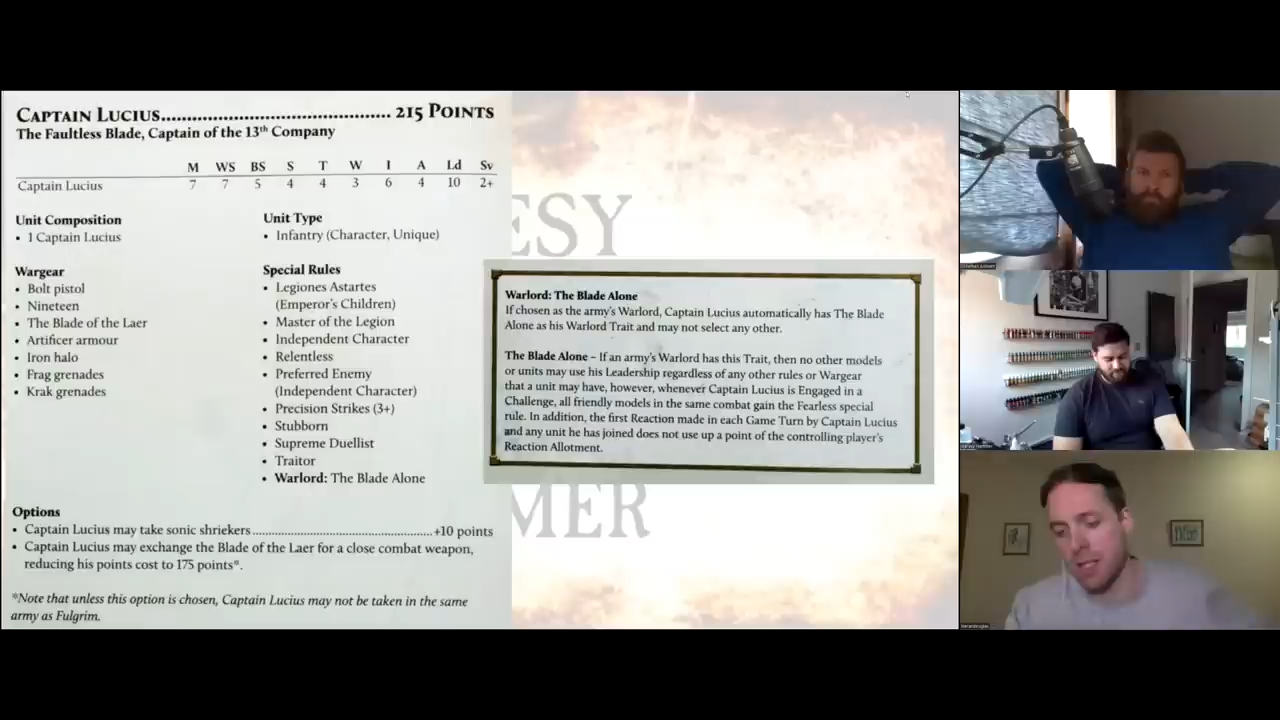 CAPTAIN LUCIUS........................................... 215 POINTS
The Faultless Blade, Captain of the 13th Company
M WS BS S T W I A Ld Sv
Captain Lucius 7 7 5 4 4 3 6 4 10 2+
Unit Composition
• 1 Captain Lucius
Unit Type
• Infantry (Character, Unique)
Wargear
• Bolt pistol
• Nineteen
• The Blade of the Laer
• Artificer armour
• Iron halo
• Frag grenades
• Krak grenades
Special Rules
• Legiones Astartes
(Emperor's Children)
• Master of the Legion
• Independent Character
• Relentless
• Preferred Enemy
(Independent Character)
• Precision Strikes (3+)
• Stubborn
• Supreme Duellist
• Traitor
• Warlord: The Blade Alone
Options
• Captain Lucius may take sonic shriekers.....................................................+10 points
• Captain Lucius may exchange the Blade of the Laer for a close combat weapon,
reducing his points cost to 175 points*.
*Note that unless this option is chosen, Captain Lucius may not be taken in the same
army as Fulgrim.
ESY
Warlord: The Blade Alone
If chosen as the army's Warlord, Captain Lucius automatically has The Blade
Alone as his Warlord Trait and may not select any other.
The Blade Alone – If an army's Warlord has this Trait, then no other models
or units may use his Leadership regardless of any other rules or Wargear
that a unit may have, however, whenever Captain Lucius is Engaged in a
Challenge, all friendly models in the same combat gain the Fearless special
rule. In addition, the first Reaction made in each Game Turn by Captain Lucius
and any unit he has joined does not use up a point of the controlling player's
Reaction Allotment.
MER